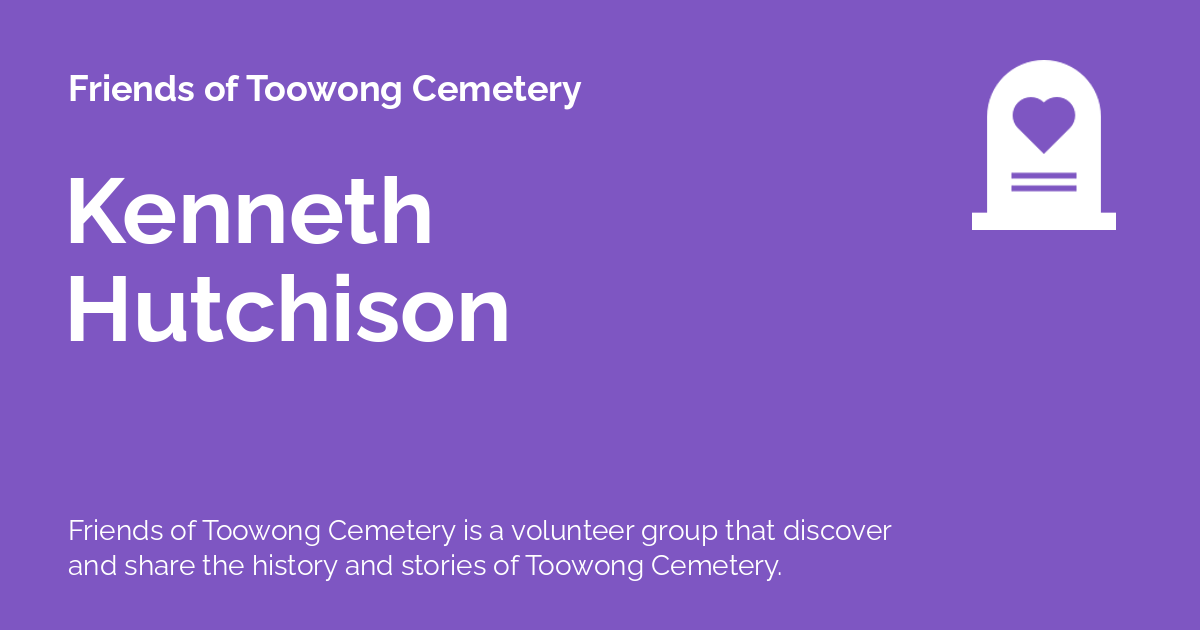 Friends of Toowong Cemetery
Kenneth
Hutchison
Friends of Toowong Cemetery is a volunteer group that discover
and share the history and stories of Toowong Cemetery.